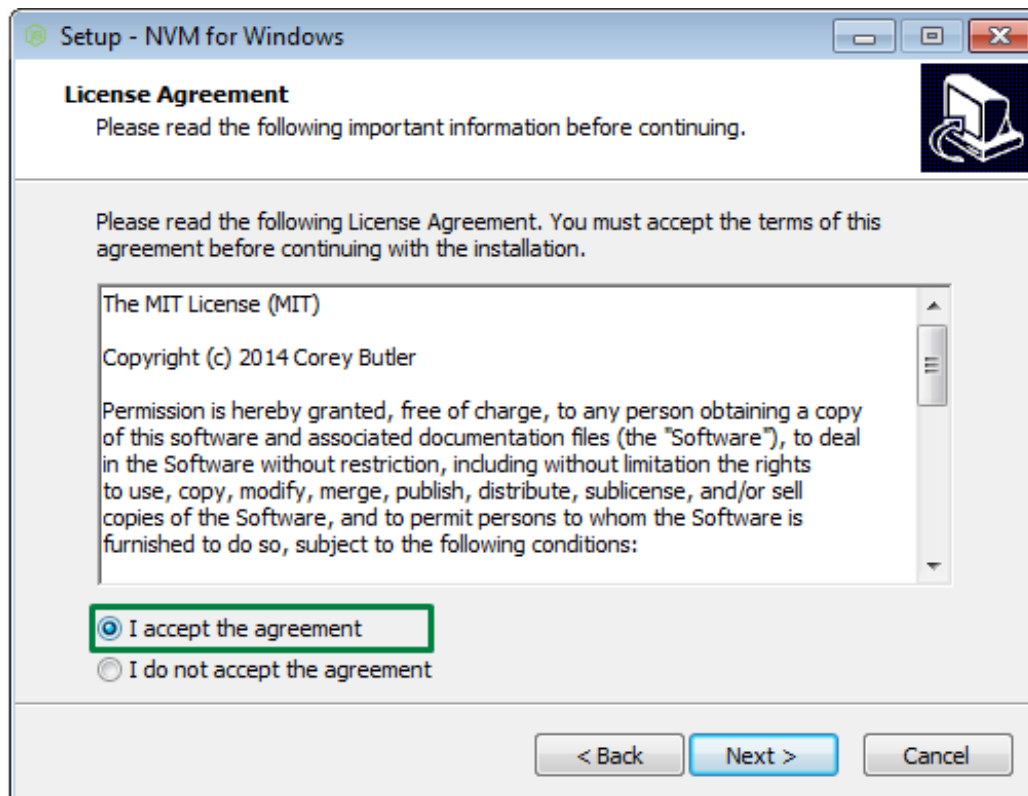 Setup - NVM for Windows
License Agreement
Please read the following important information before continuing.
Please read the following License Agreement. You must accept the terms of this
agreement before continuing with the installation.
The MIT License (MIT)
Copyright (c) 2014 Corey Butler
Permission is hereby granted, free of charge, to any person obtaining a copy
of this software and associated documentation files (the "Software"), to deal
in the Software without restriction, including without limitation the rights
to use, copy, modify, merge, publish, distribute, sublicense, and/or sell
copies of the Software, and to permit persons to whom the Software is
furnished to do so, subject to the following conditions:
I accept the agreement
I do not accept the agreement
< Back Next > Cancel